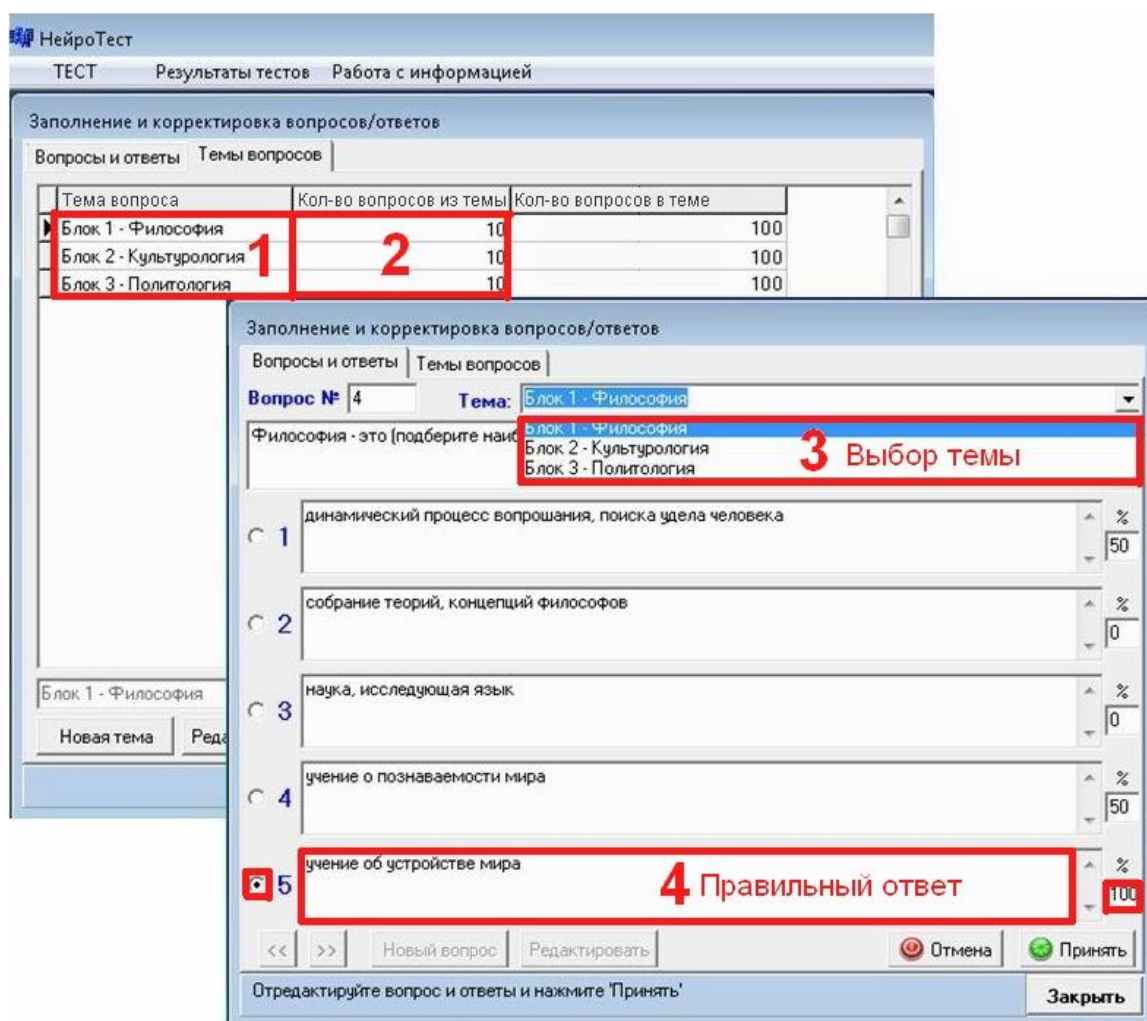 НейроТест
ТЕСТ Результаты тестов Работа с информацией
Заполнение и корректировка вопросов/ответов
Вопросы и ответы Темы вопросов
Тема вопроса Кол-во вопросов из темы Кол-во вопросов в теме
Блок 1 - Философия 10 100
Блок 2 - Культурология 10 100
Блок 3 - Политология 10 100
1 2
Блок 1 - Философия
Новая тема
Заполнение и корректировка вопросов/ответов
Вопросы и ответы Темы вопросов
Вопрос № 4 Тема: Блок 1 - Философия
Философия - это (подберите
Блок 1 - Философия
Блок 2 - Культурология
Блок 3 - Политология
3 Выбор темы
1 динамический процесс вопрошания, поиска удела человека % 50
2 собрание теорий, концепций философов % 0
3 наука, исследующая язык % 0
4 учение о познаваемости мира % 50
5 учение об устройстве мира % 100
4 Правильный ответ
<< >> Новый вопрос Редактировать Отмена Принять
Отредактируйте вопрос и ответы и нажмите 'Принять' Закрыть